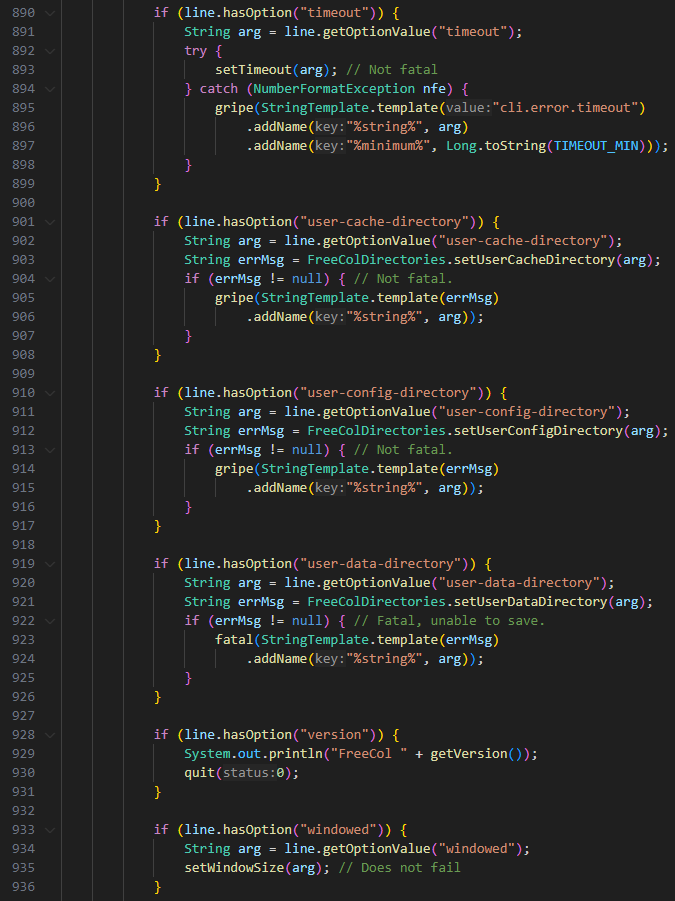 890 if (line.hasOption("timeout")) {
891 String arg = line.getOptionValue("timeout");
892 try {
893 setTimeout(arg); // Not fatal
894 } catch (NumberFormatException nfe) {
895 gripe(StringTemplate.template(value:"cli.error.timeout")
896 .addName(key:"%string%", arg)
897 .addName(key:"%minimum%", Long.toString(TIMEOUT_MIN)));
898 }
899 }
900
901 if (line.hasOption("user-cache-directory")) {
902 String arg = line.getOptionValue("user-cache-directory");
903 String errMsg = FreeColDirectories.setUserCacheDirectory(arg);
904 if (errMsg != null) { // Not fatal.
905 gripe(StringTemplate.template(errMsg)
906 .addName(key:"%string%", arg));
907 }
908 }
909
910 if (line.hasOption("user-config-directory")) {
911 String arg = line.getOptionValue("user-config-directory");
912 String errMsg = FreeColDirectories.setUserConfigDirectory(arg);
913 if (errMsg != null) { // Not fatal.
914 gripe(StringTemplate.template(errMsg)
915 .addName(key:"%string%", arg));
916 }
917 }
918
919 if (line.hasOption("user-data-directory")) {
920 String arg = line.getOptionValue("user-data-directory");
921 String errMsg = FreeColDirectories.setUserDataDirectory(arg);
922 if (errMsg != null) { // Fatal, unable to save.
923 fatal(StringTemplate.template(errMsg)
924 .addName(key:"%string%", arg));
925 }
926 }
927
928 if (line.hasOption("version")) {
929 System.out.println("FreeCol " + getVersion());
930 quit(status:0);
931 }
932
933 if (line.hasOption("windowed")) {
934 String arg = line.getOptionValue("windowed");
935 setWindowSize(arg); // Does not fail
936 }